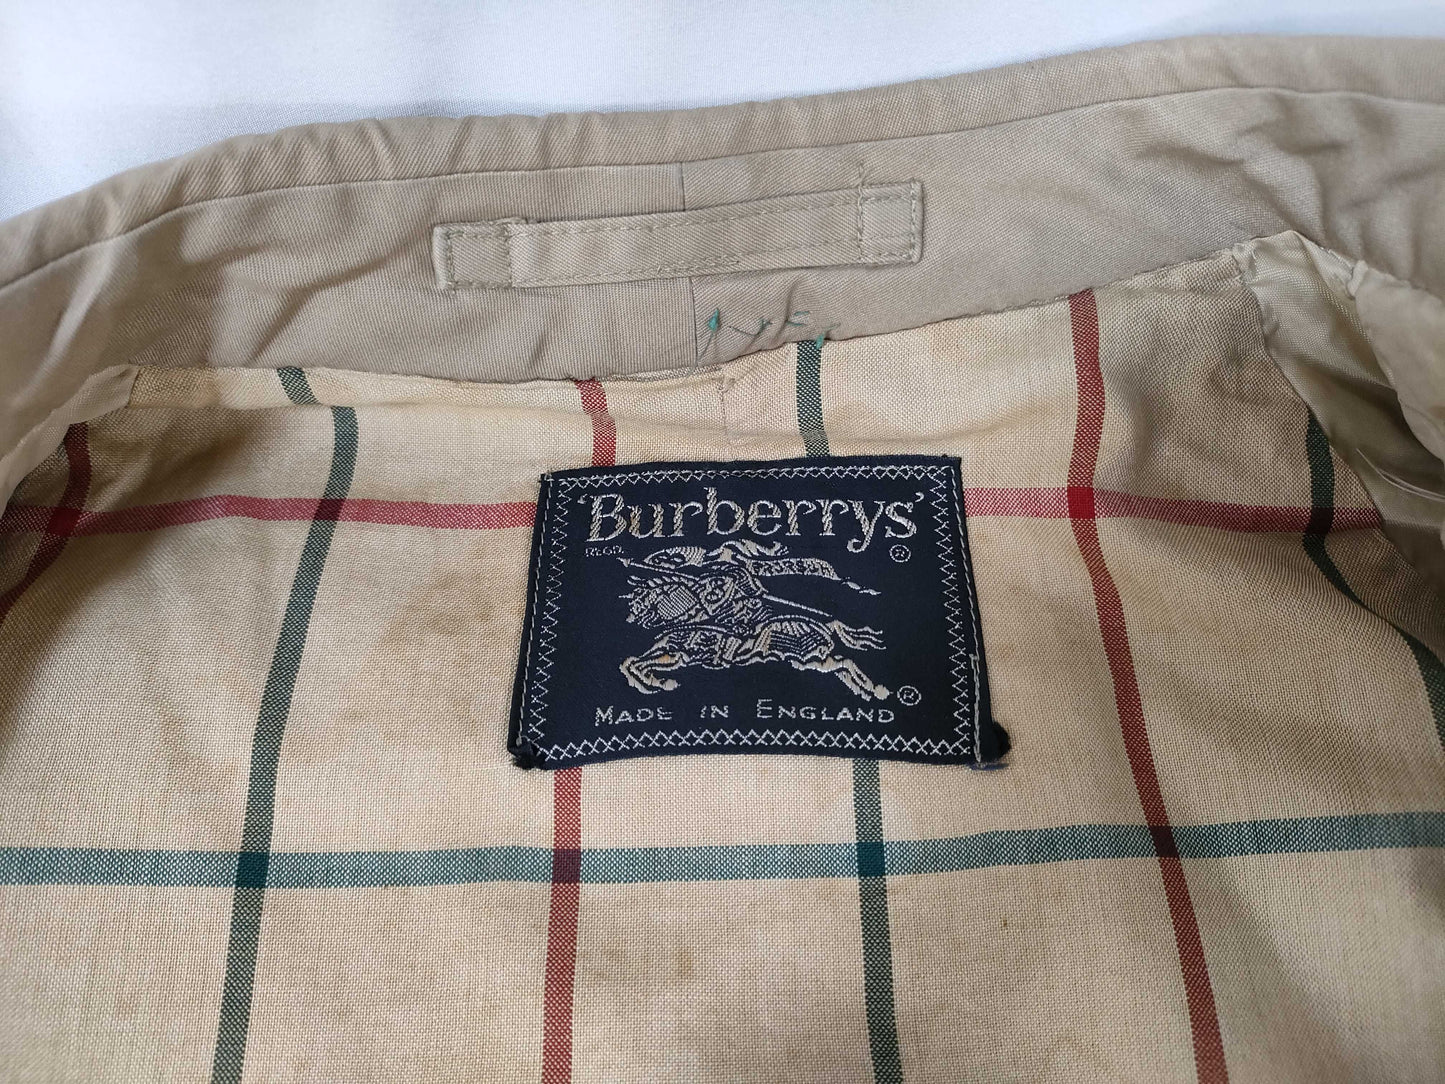 'Burberrys'
REGD. ®
®
MADE IN ENGLAND